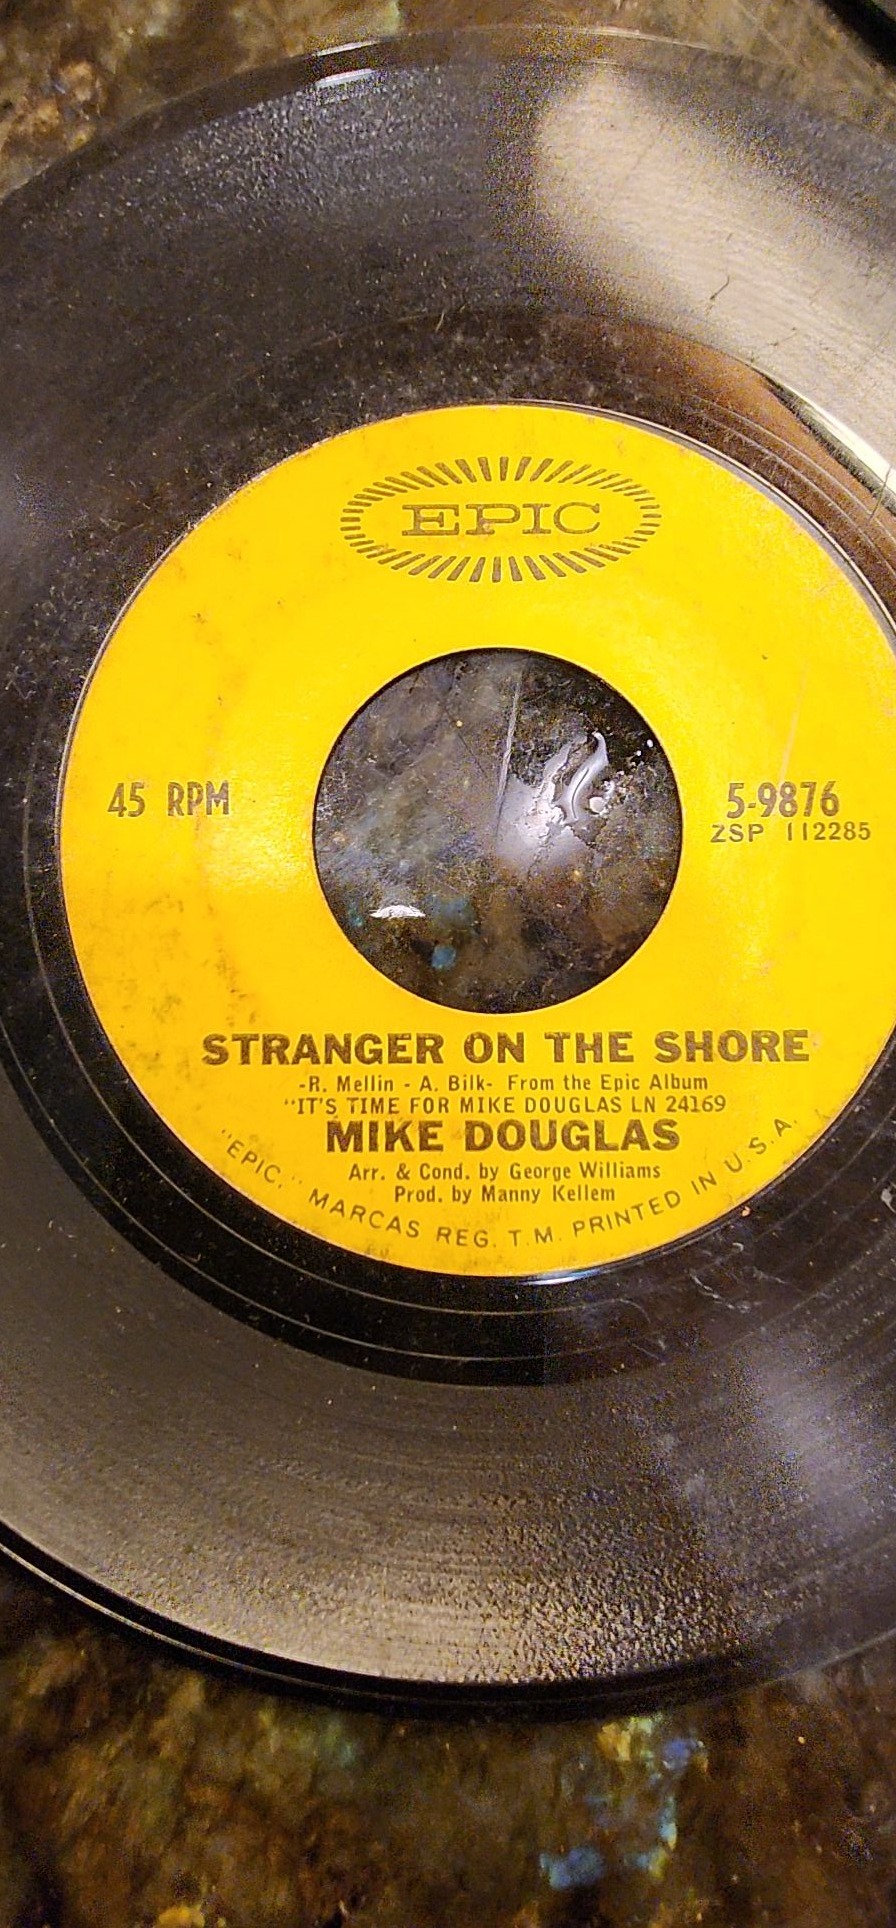 EPIC
45 RPM
5-9876
ZSP 112285
STRANGER ON THE SHORE
-R. Mellin - A. Bilk- From the Epic Album
"IT'S TIME FOR MIKE DOUGLAS LN 24169
MIKE DOUGLAS
Arr. & Cond. by George Williams
Prod. by Manny Kellem
"EPIC," MARCAS REG. T.M. PRINTED IN U.S.A.